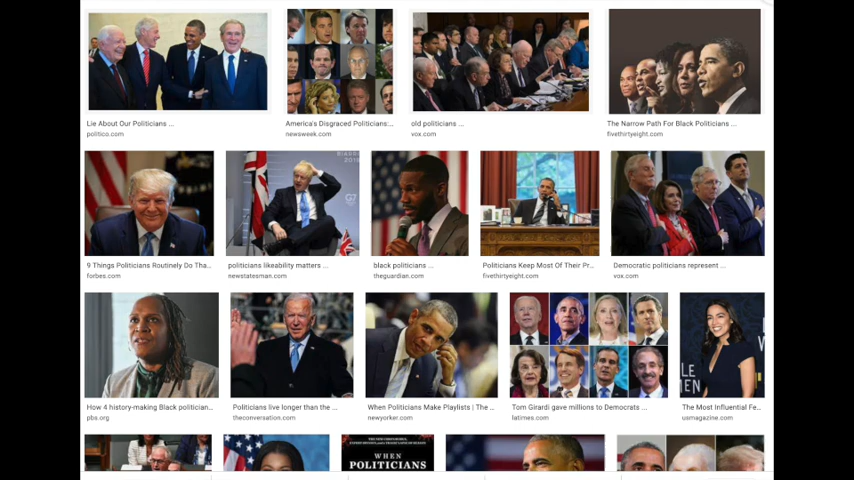 Lie About Our Politicians ...
politico.com
America's Disgraced Politicians:...
newsweek.com
old politicians ...
vox.com
The Narrow Path For Black Politicians ...
fivethirtyeight.com
9 Things Politicians Routinely Do Tha...
forbes.com
politicians likeability matters ...
newstatesman.com
black politicians ...
theguardian.com
Politicians Keep Most Of Their Pr...
fivethirtyeight.com
Democratic politicians represent ...
vox.com
How 4 history-making Black politician...
pbs.org
Politicians live longer than the ...
theconversation.com
When Politicians Make Playlists | The ...
newyorker.com
Tom Girardi gave millions to Democrats ...
latimes.com
The Most Influential Fe...
usmagazine.com
WHEN
POLITICIANS